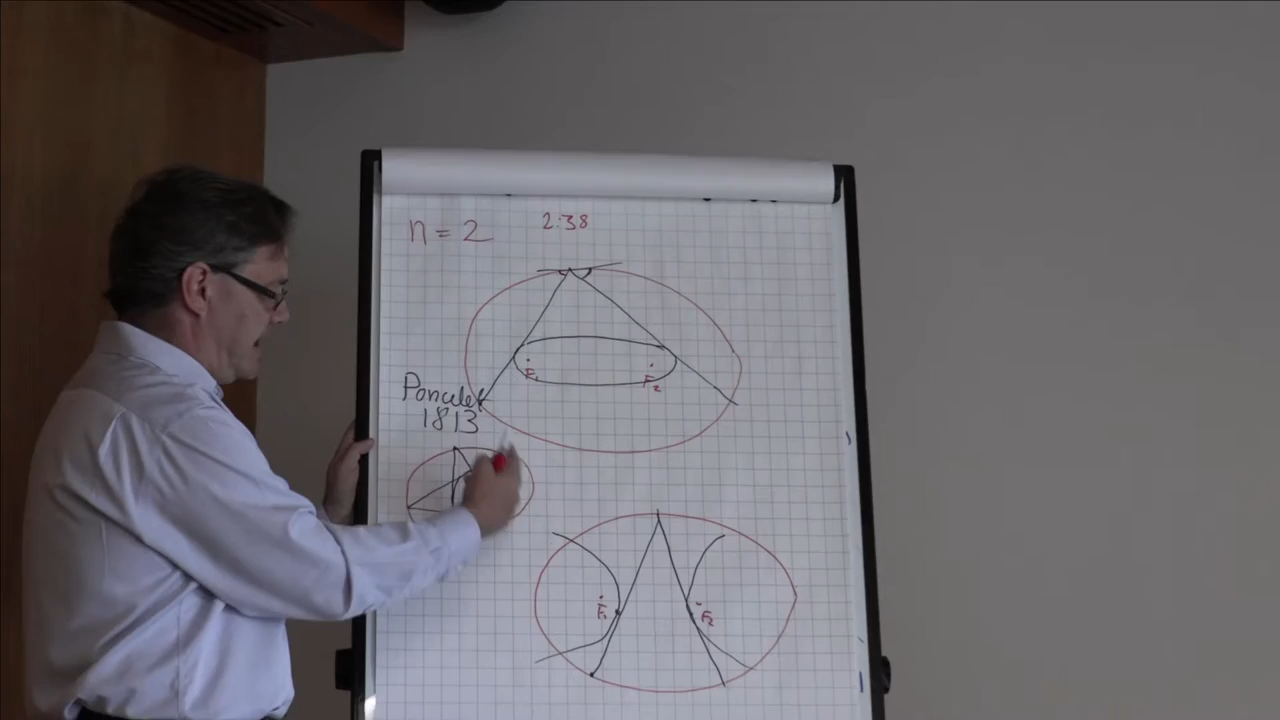 n = 2
2:38
F₁
F₂
Poncelet
1813
F₁
F₂